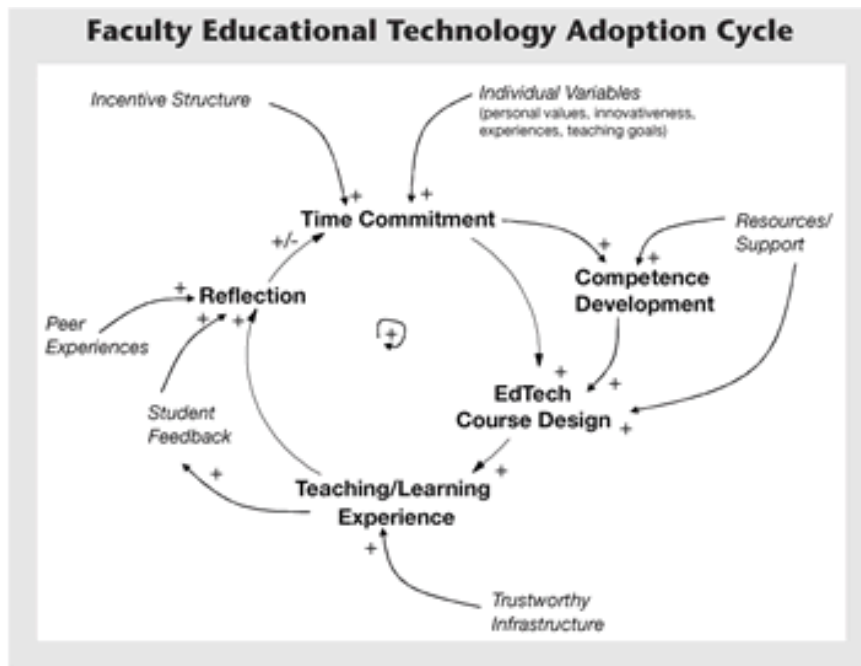 Faculty Educational Technology Adoption Cycle
Incentive Structure
Individual Variables
(personal values, innovativeness,
experiences, teaching goals)
+
+
Time Commitment
+/-
Resources/
Support
+
+
Competence
Development
+
Reflection
+
+
Peer
Experiences
+
+
EdTech
Course Design
+
+
Student
Feedback
+
+
Teaching/Learning
Experience
+
Trustworthy
Infrastructure